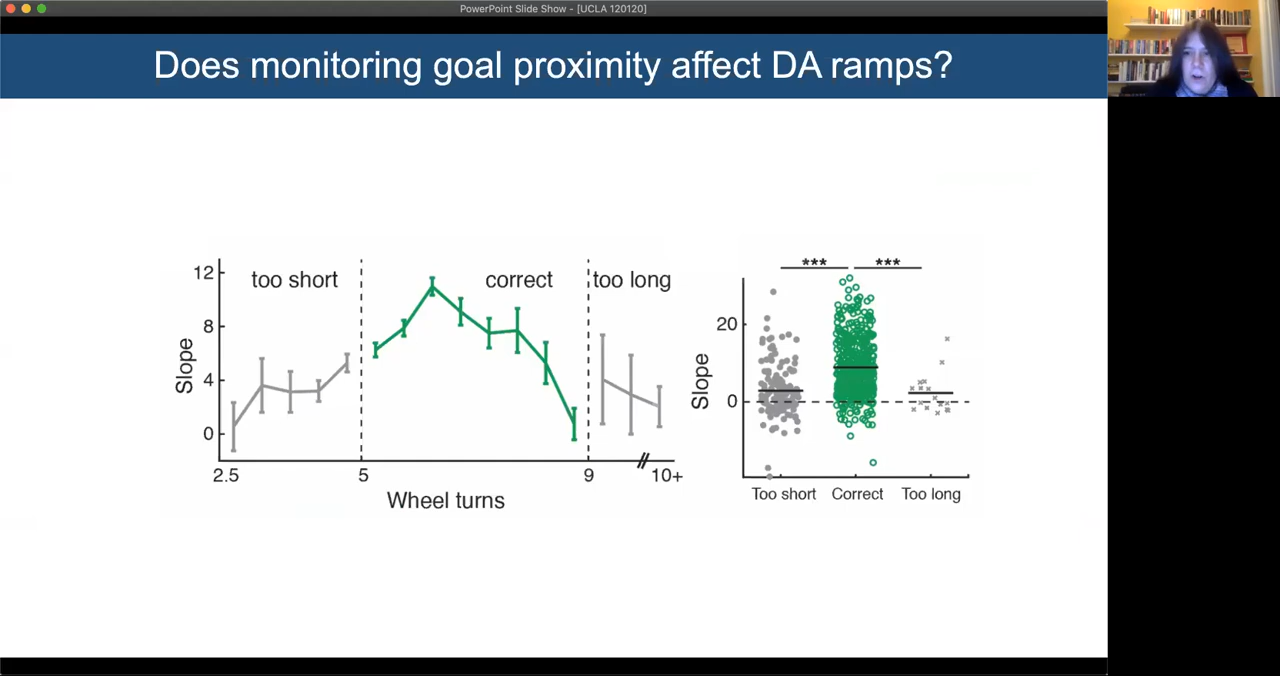 PowerPoint Slide Show - [UCLA 120120]
Does monitoring goal proximity affect DA ramps?
too short
correct
too long
Slope
12
8
4
0
2.5
5
9
10+
Wheel turns
***
***
Slope
20
0
Too short
Correct
Too long